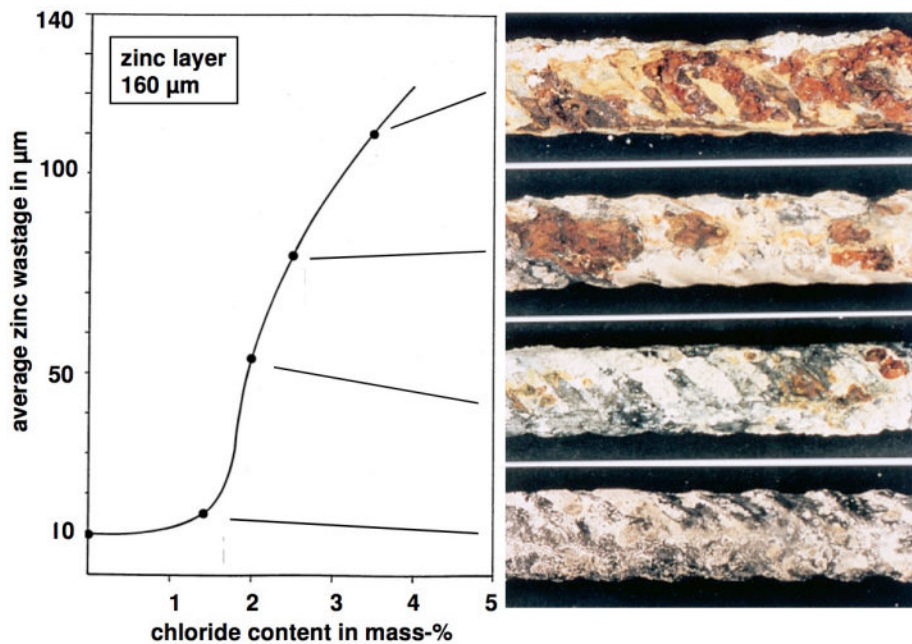 140
zinc layer
160 µm
100
50
10
average zinc wastage in µm
1
2
3
4
5
chloride content in mass-%